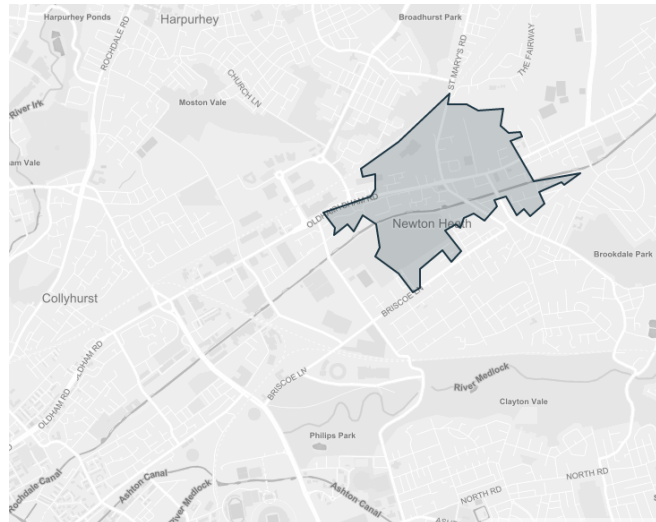 Harpurhey Ponds
Harpurhey
Broadhurst Park
ROCHDALE RD
ST MARY'S RD
THE FAIRWAY
CHURCH LN
Moston Vale
River Irk
am Vale
OLDHAM RD
Newton Heath
Brookdale Park
Collyhurst
BRISCOE LN
OLDHAM RD
River Medlock
BRISCOE LN
Clayton Vale
OLDHAM RD
Philips Park
Rochdale Canal
Ashton Canal
River Medlock
Ashton Canal
NORTH RD
NORTH RD